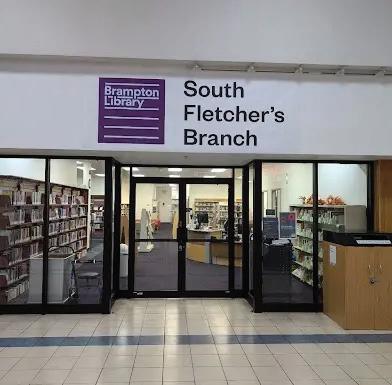 Brampton
Library
South
Fletcher's
Branch